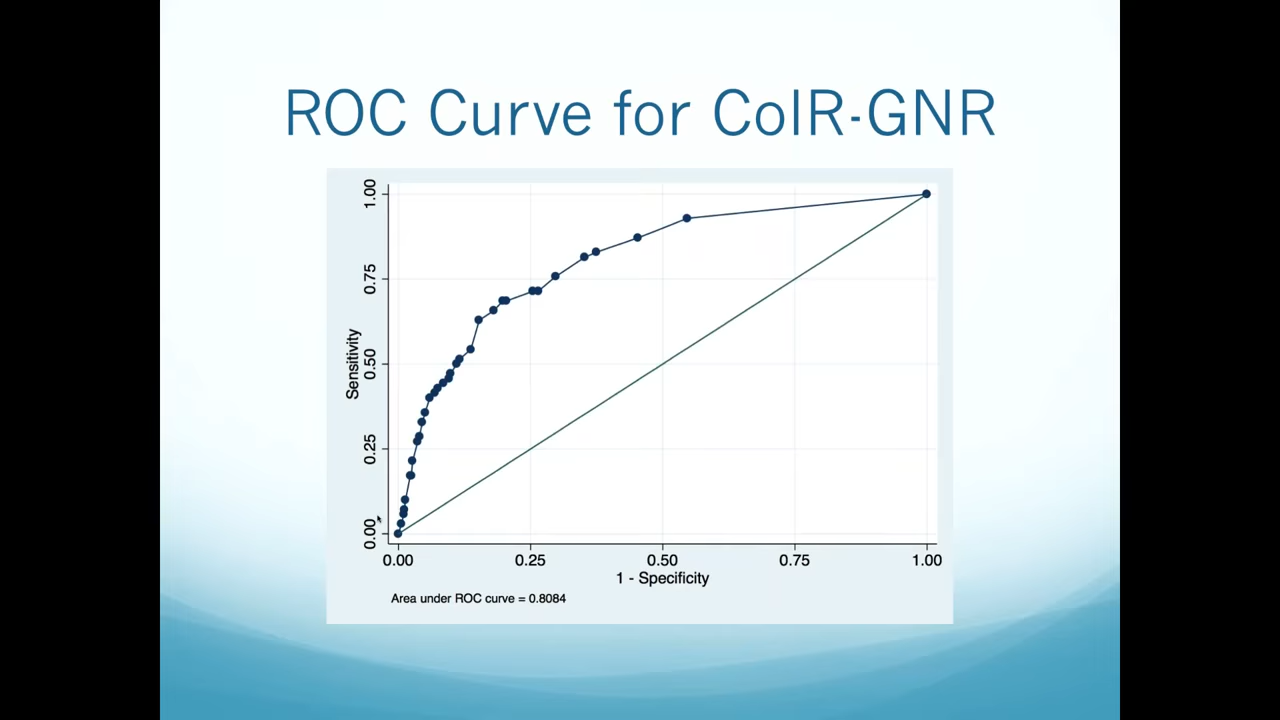 ROC Curve for ColR-GNR
1.00
0.75
0.50
0.25
0.00
Sensitivity
0.00 0.25 0.50 0.75 1.00
1 - Specificity
Area under ROC curve = 0.8084